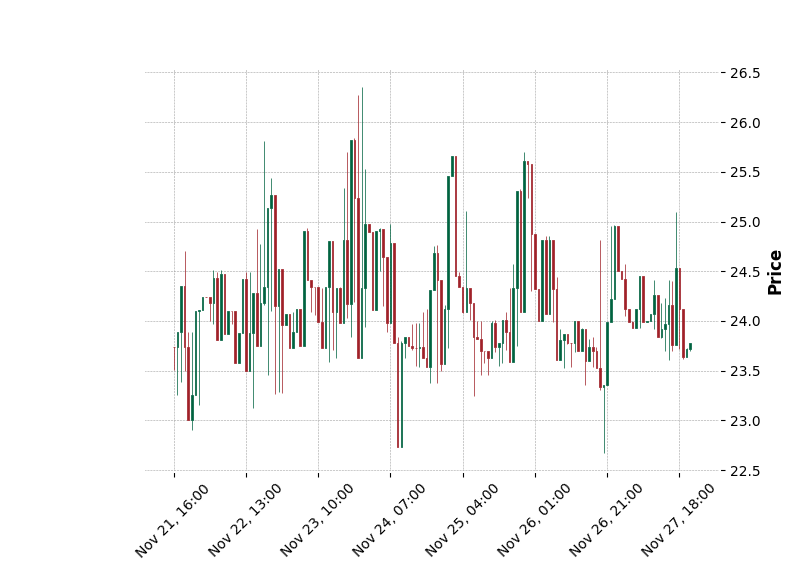 26.5
26.0
25.5
25.0
24.5
24.0
23.5
23.0
22.5
Price
Nov 21, 16:00
Nov 22, 13:00
Nov 23, 10:00
Nov 24, 07:00
Nov 25, 04:00
Nov 26, 01:00
Nov 26, 21:00
Nov 27, 18:00